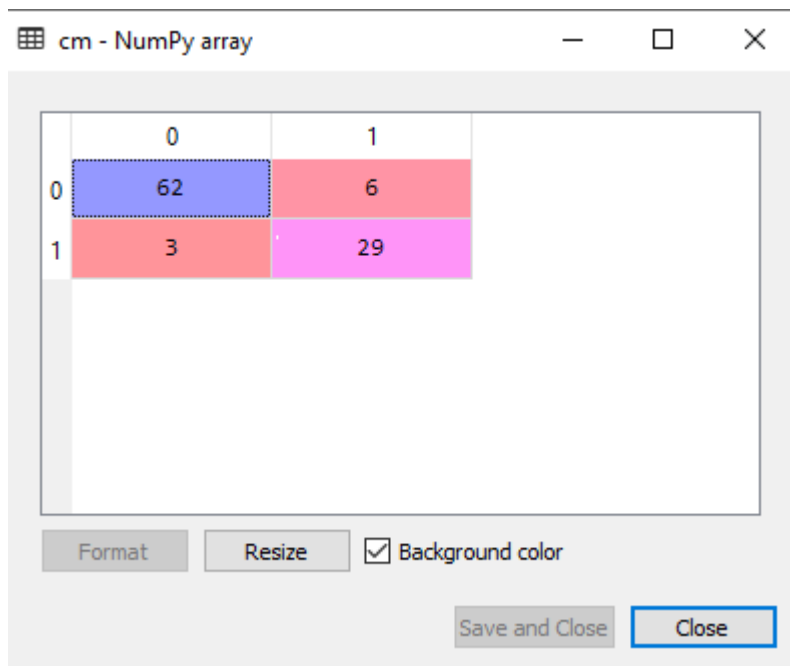 cm - NumPy array
0 1
0 62 6
1 3 29
Format Resize Background color
Save and Close Close